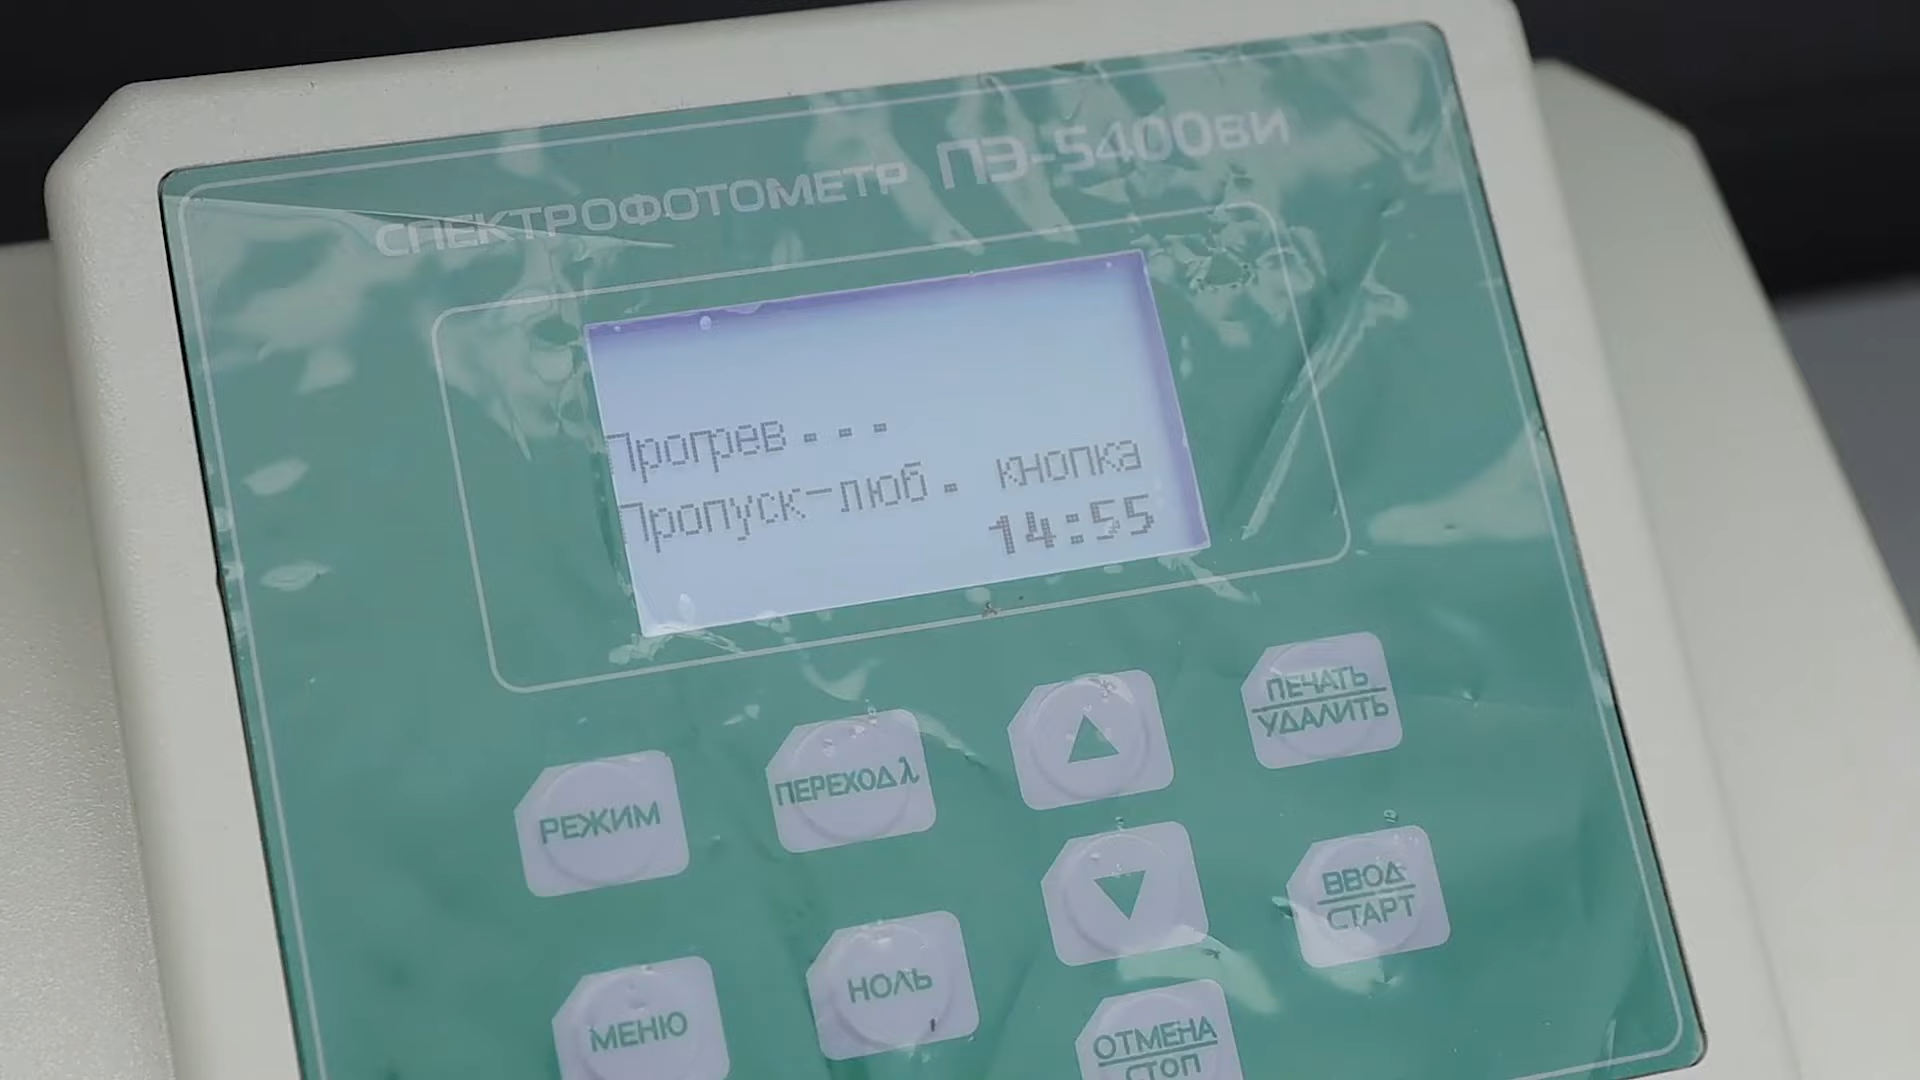 СПЕКТРОФОТОМЕТР ПЭ-5400ВИ
Прогрев...
Пропуск-люб. кнопка
14:55
РЕЖИМ
ПЕРЕХОД λ
▲
ПЕЧАТЬ
УДАЛИТЬ
МЕНЮ
НОЛЬ
▼
ВВОД
СТАРТ
ОТМЕНА
СТОП